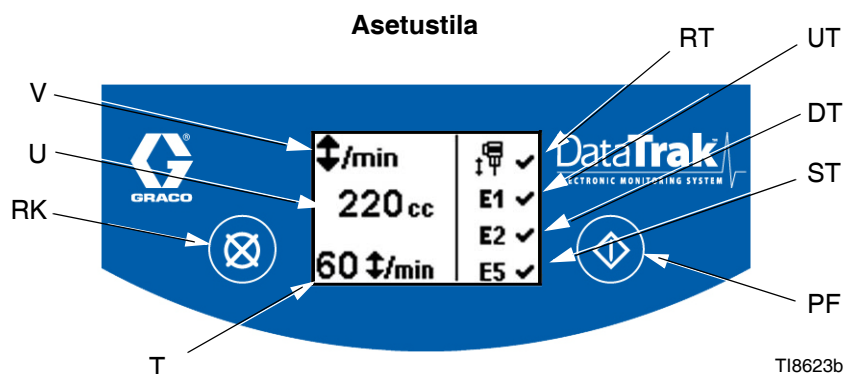 Asetustila
RT
UT
V
DT
U
ST
RK
PF
T
GRACO
®
/min
220 cc
60 /min
E1
E2
E5
DataTrak
ELECTRONIC MONITORING SYSTEM
TI8623b